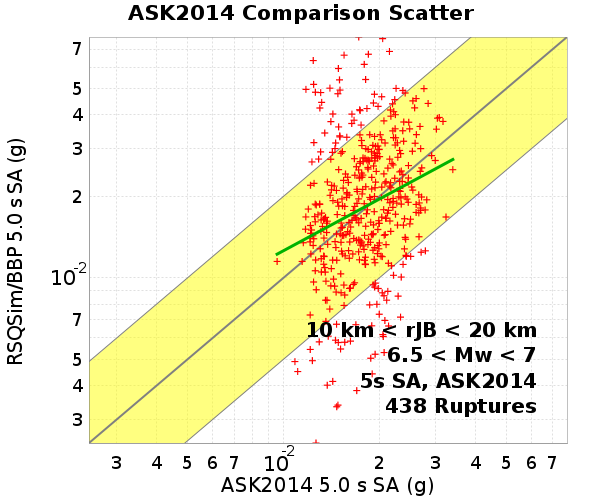 ASK2014 Comparison Scatter
RSQSim/BBP 5.0 s SA (g)
7
5
4
3
2
10-2
7
5
4
3
10 km < rJB < 20 km
6.5 < Mw < 7
5s SA, ASK2014
438 Ruptures
3 4 5 6 7 10-2 2 3 4 5 6 7
ASK2014 5.0 s SA (g)